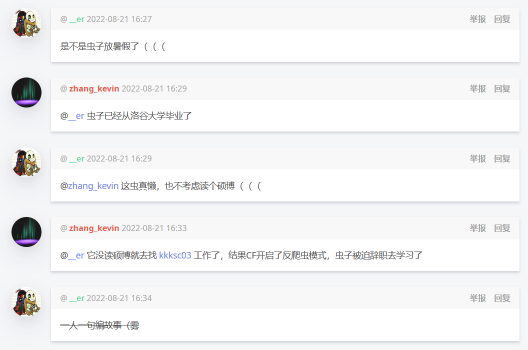 @ __er 2022-08-21 16:27 举报 回复
是不是虫子放暑假了（（（
@ zhang_kevin 2022-08-21 16:29 举报 回复
@__er 虫子已经从洛谷大学毕业了
@ __er 2022-08-21 16:29 举报 回复
@zhang_kevin 这虫真懒，也不考虑读个硕博（（（
@ zhang_kevin 2022-08-21 16:33 举报 回复
@__er 它没读硕博就去找 kkksc03 工作了，结果CF开启了反爬虫模式，虫子被迫辞职去学习了
@ __er 2022-08-21 16:34 举报 回复
一人一句编故事（雾